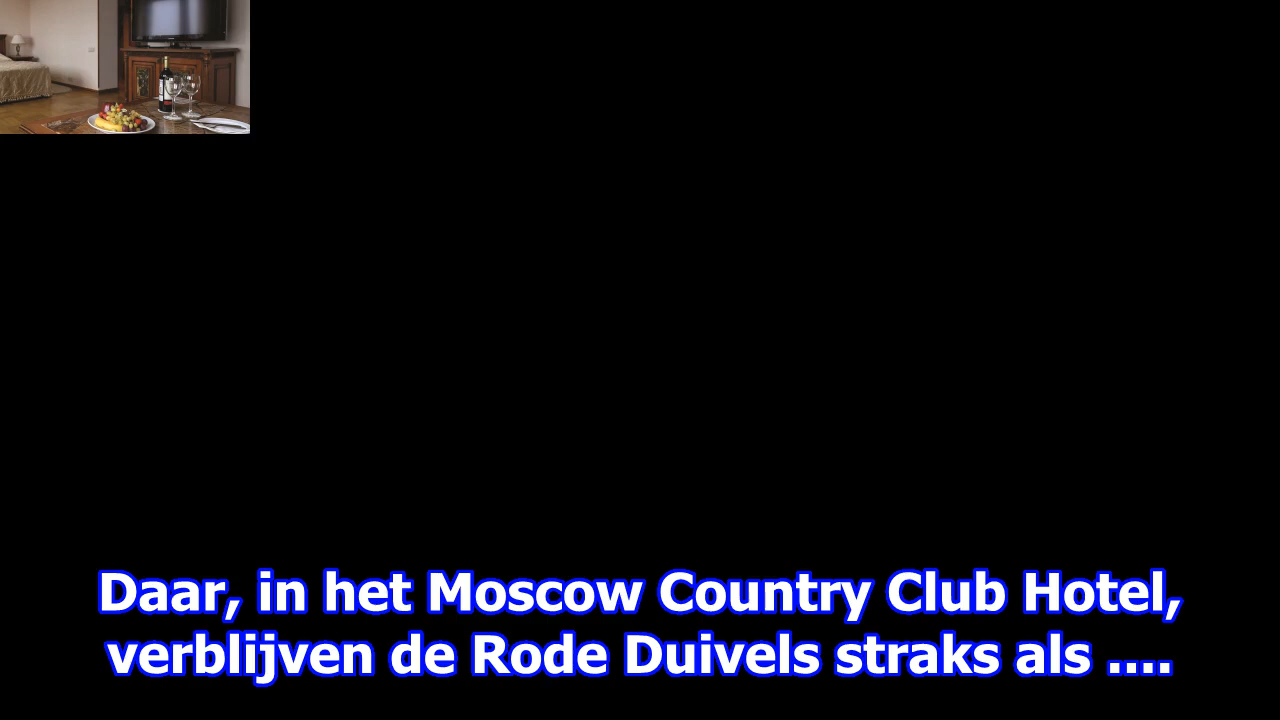 Daar, in het Moscow Country Club Hotel,
verblijven de Rode Duivels straks als ....